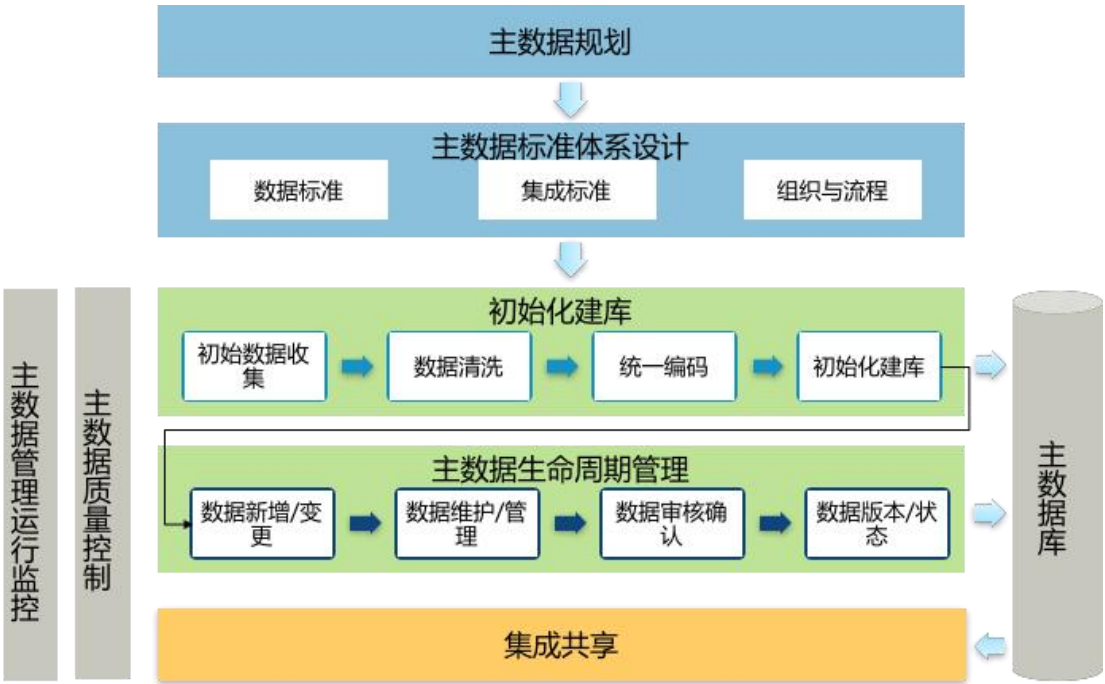 主数据规划
主数据标准体系设计
数据标准
集成标准
组织与流程
主数据管理运行监控
主数据质量控制
初始化建库
初始数据收
集
数据清洗
统一编码
初始化建库
主数据生命周期管理
数据新增/变
更
数据维护/管
理
数据审核确
认
数据版本/状
态
主数据库
集成共享